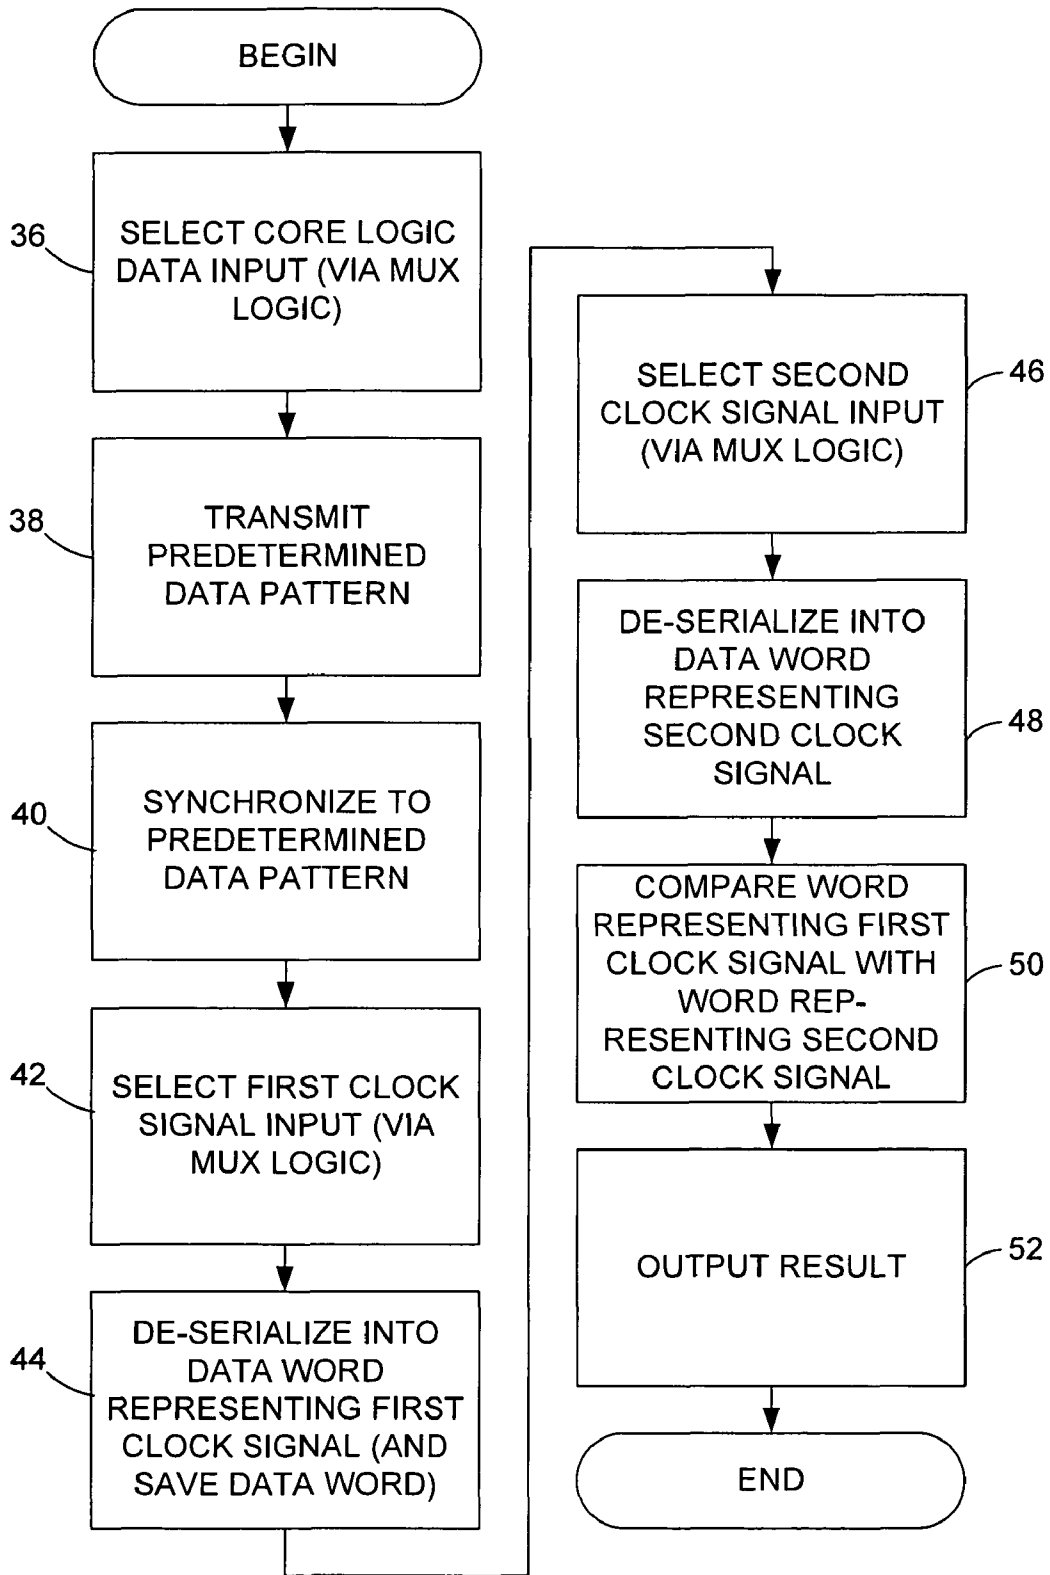 BEGIN
36
SELECT CORE LOGIC
DATA INPUT (VIA MUX
LOGIC)
38
TRANSMIT
PREDETERMINED
DATA PATTERN
40
SYNCHRONIZE TO
PREDETERMINED
DATA PATTERN
42
SELECT FIRST CLOCK
SIGNAL INPUT (VIA
MUX LOGIC)
44
DE-SERIALIZE INTO
DATA WORD
REPRESENTING FIRST
CLOCK SIGNAL (AND
SAVE DATA WORD)
SELECT SECOND
CLOCK SIGNAL INPUT
(VIA MUX LOGIC)
46
DE-SERIALIZE INTO
DATA WORD
REPRESENTING
SECOND CLOCK
SIGNAL
48
COMPARE WORD
REPRESENTING FIRST
CLOCK SIGNAL WITH
WORD REP-
RESENTING SECOND
CLOCK SIGNAL
50
OUTPUT RESULT
52
END